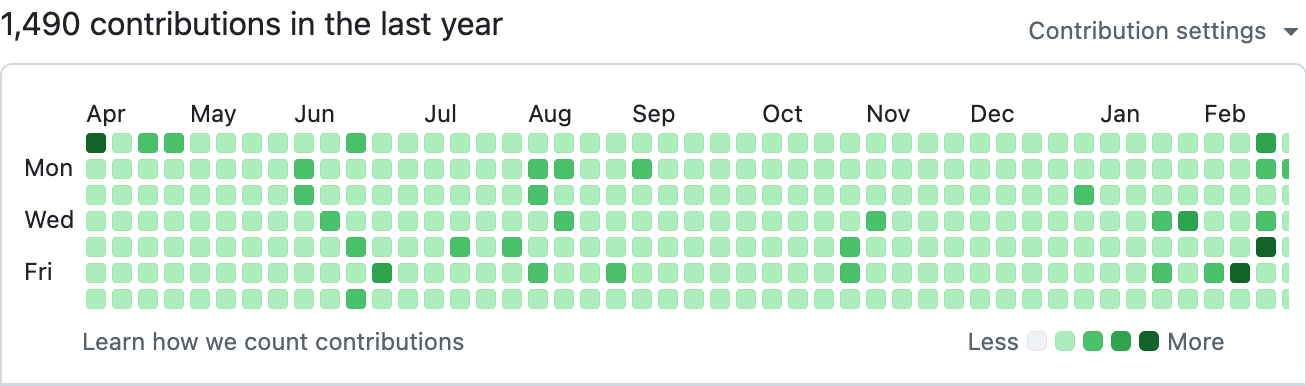 1,490 contributions in the last year
Contribution settings
Apr May Jun Jul Aug Sep Oct Nov Dec Jan Feb
Mon
Wed
Fri
Learn how we count contributions
Less More